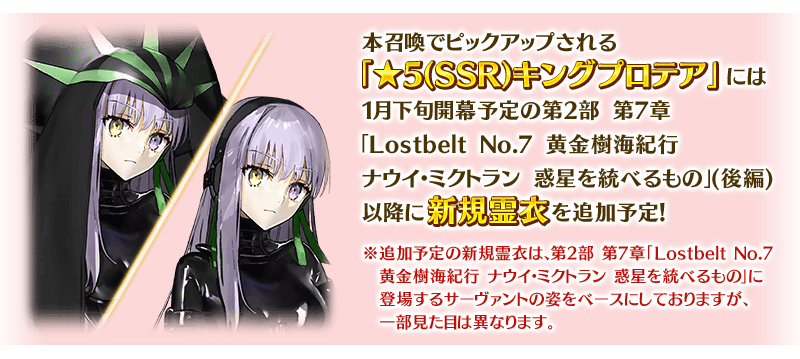 本召喚でピックアップされる
「★5(SSR)キングプロテア」には
1月下旬開幕予定の第2部 第7章
「Lostbelt No.7 黄金樹海紀行
ナウイ・ミクトラン 惑星を統べるもの」(後編)
以降に新規霊衣を追加予定!
※追加予定の新規霊衣は、第2部 第7章「Lostbelt No.7
黄金樹海紀行 ナウイ・ミクトラン 惑星を統べるもの」に
登場するサーヴァントの姿をベースにしておりますが、
一部見た目は異なります。